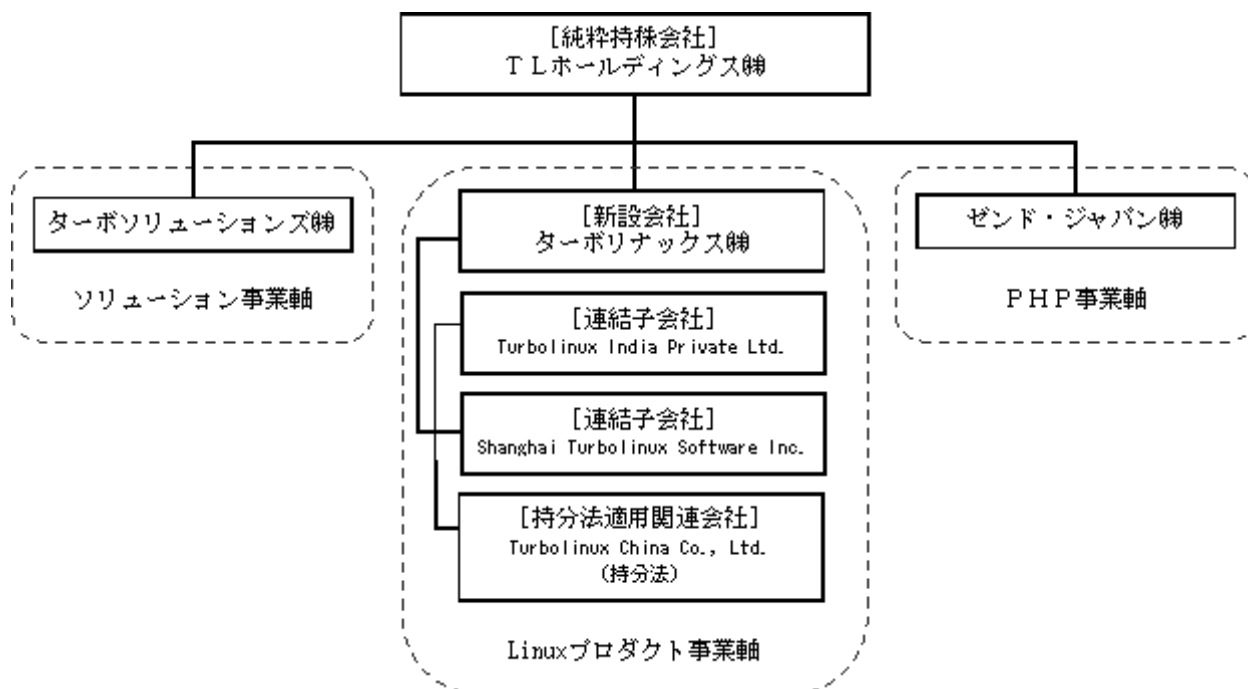 [純粋持株会社]
TLホールディングス㈱
ターボソリューションズ㈱
ソリューション事業軸
[新設会社]
ターボリナックス㈱
[連結子会社]
Turbolinux India Private Ltd.
[連結子会社]
Shanghai Turbolinux Software Inc.
[持分法適用関連会社]
Turbolinux China Co., Ltd.
(持分法)
Linuxプロダクト事業軸
ゼンド・ジャパン㈱
PHP事業軸